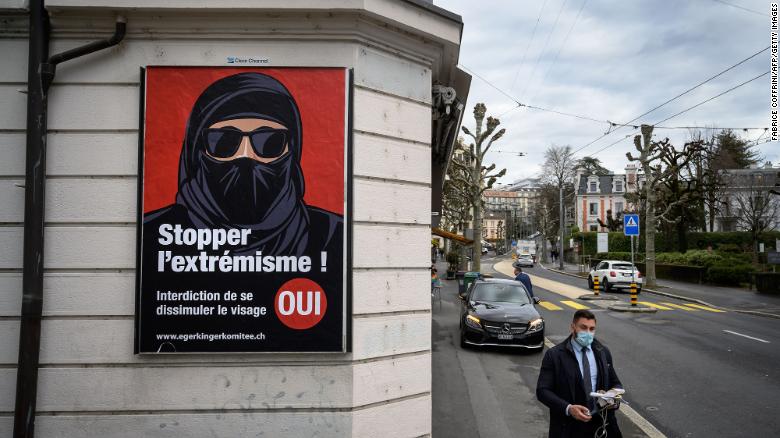 Clear Channel
Stopper
l'extrémisme !
Interdiction de se
dissimuler le visage
OUI
www.egerkingerkomitee.ch
FABRICE COFFRINI/AFP/GETTY IMAGES